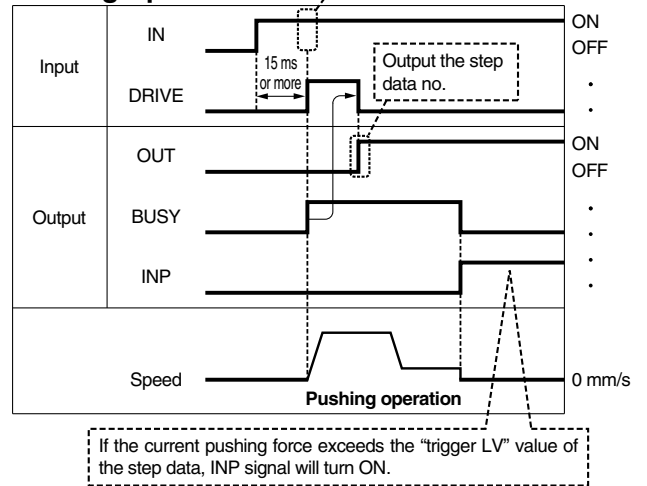 IN
ON
OFF
Input
15 ms
or more
Output the step
data no.
DRIVE
OUT
ON
OFF
Output
BUSY
INP
Speed
0 mm/s
Pushing operation
If the current pushing force exceeds the “trigger LV” value of
the step data, INP signal will turn ON.